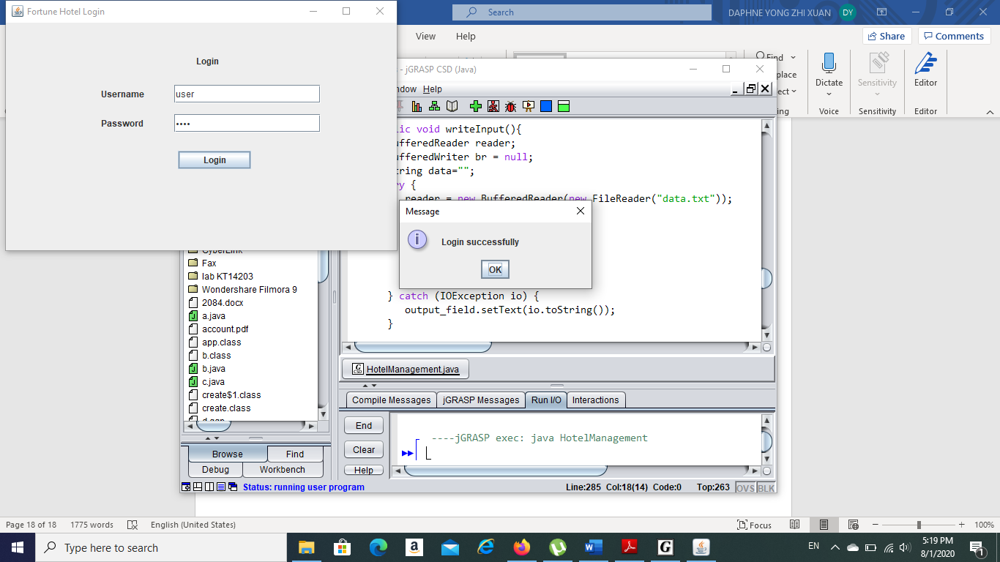 Fortune Hotel Login
Login
Username
user
Password
••••
Login
Search
DAPHNE YONG ZHI XUAN
DY
View
Help
Share
Comments
Find
place
ect
ing
Dictate
Voice
Sensitivity
Sensitivity
Editor
Editor
- jGRASP CSD (Java)
ndow Help
lic void writeInput(){
ufferedReader reader;
ufferedWriter br = null;
tring data="";
ry {
reader = new BufferedReader(new FileReader("data.txt"));
Message
Login successfully
OK
} catch (IOException io) {
output_field.setText(io.toString());
}
CyberLink
Fax
lab KT14203
Wondershare Filmora 9
2084.docx
a.java
account.pdf
app.class
b.class
b.java
c.java
create$1.class
create.class
Browse
Find
Debug
Workbench
HotelManagement.java
Compile Messages
jGRASP Messages
Run I/O
Interactions
End
Clear
Help
----jGRASP exec: java HotelManagement
Status: running user program
Line:285 Col:18(14) Code:0 Top:263 OVS BLK
Page 18 of 18
1775 words
English (United States)
Focus
100%
Type here to search
EN
5:19 PM
8/1/2020
1